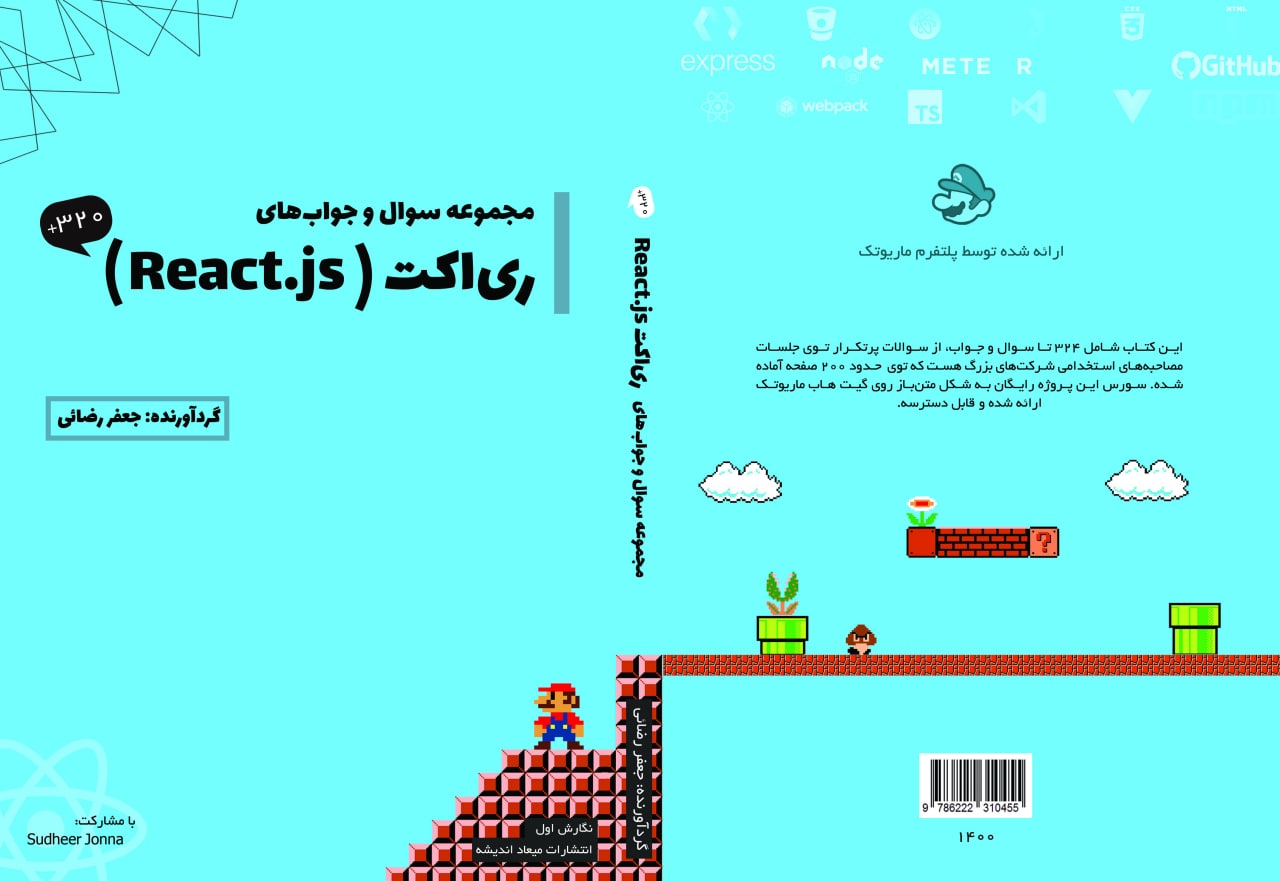 +۳۲۰
مجموعه سوال و جواب‌های
ری‌اکت (React.js)
گردآورنده: جعفر رضائی
با مشارکت:
Sudheer Jonna
نگارش اول
انتشارات میعاد اندیشه
+۳۲۰
مجموعه سوال و جواب‌های ری‌اکت React.js
گردآورنده: جعفر رضائی
CSS
3
HTML
express
node
METE R
GitHub
webpack
TS
ارائه شده توسط پلتفرم ماریوتک
این کتاب شامل ۳۲۴ تا سوال و جواب، از سوالات پرتکرار توی جلسات
مصاحبه‌های استخدامی شرکت‌های بزرگ هست که توی حدود ۲۰۰ صفحه آماده
شده. سورس این پروژه رایگان به شکل متن‌باز روی گیت هاب ماریوتک
ارائه شده و قابل دسترسه.
?
9 786222 310455
۱۴۰۰